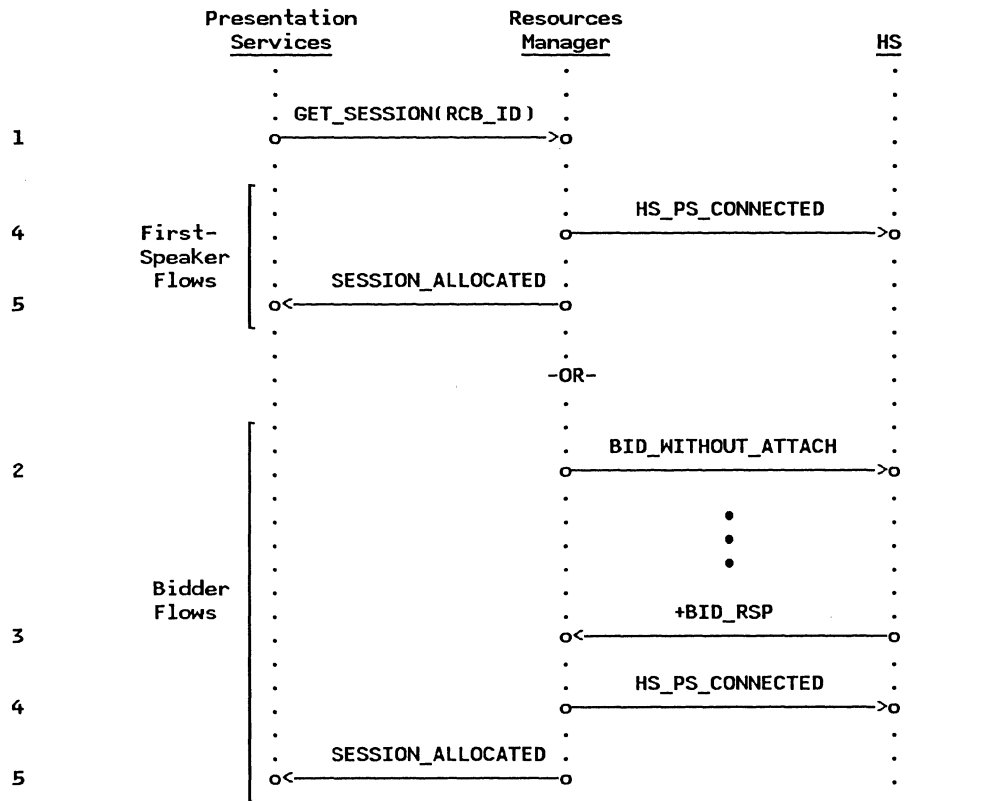 Presentation Services
Resources Manager
HS
GET_SESSION(RCB_ID)
1
HS_PS_CONNECTED
4
First-
Speaker
Flows
SESSION_ALLOCATED
5
-OR-
BID_WITHOUT_ATTACH
2
Bidder
Flows
+BID_RSP
3
HS_PS_CONNECTED
4
SESSION_ALLOCATED
5